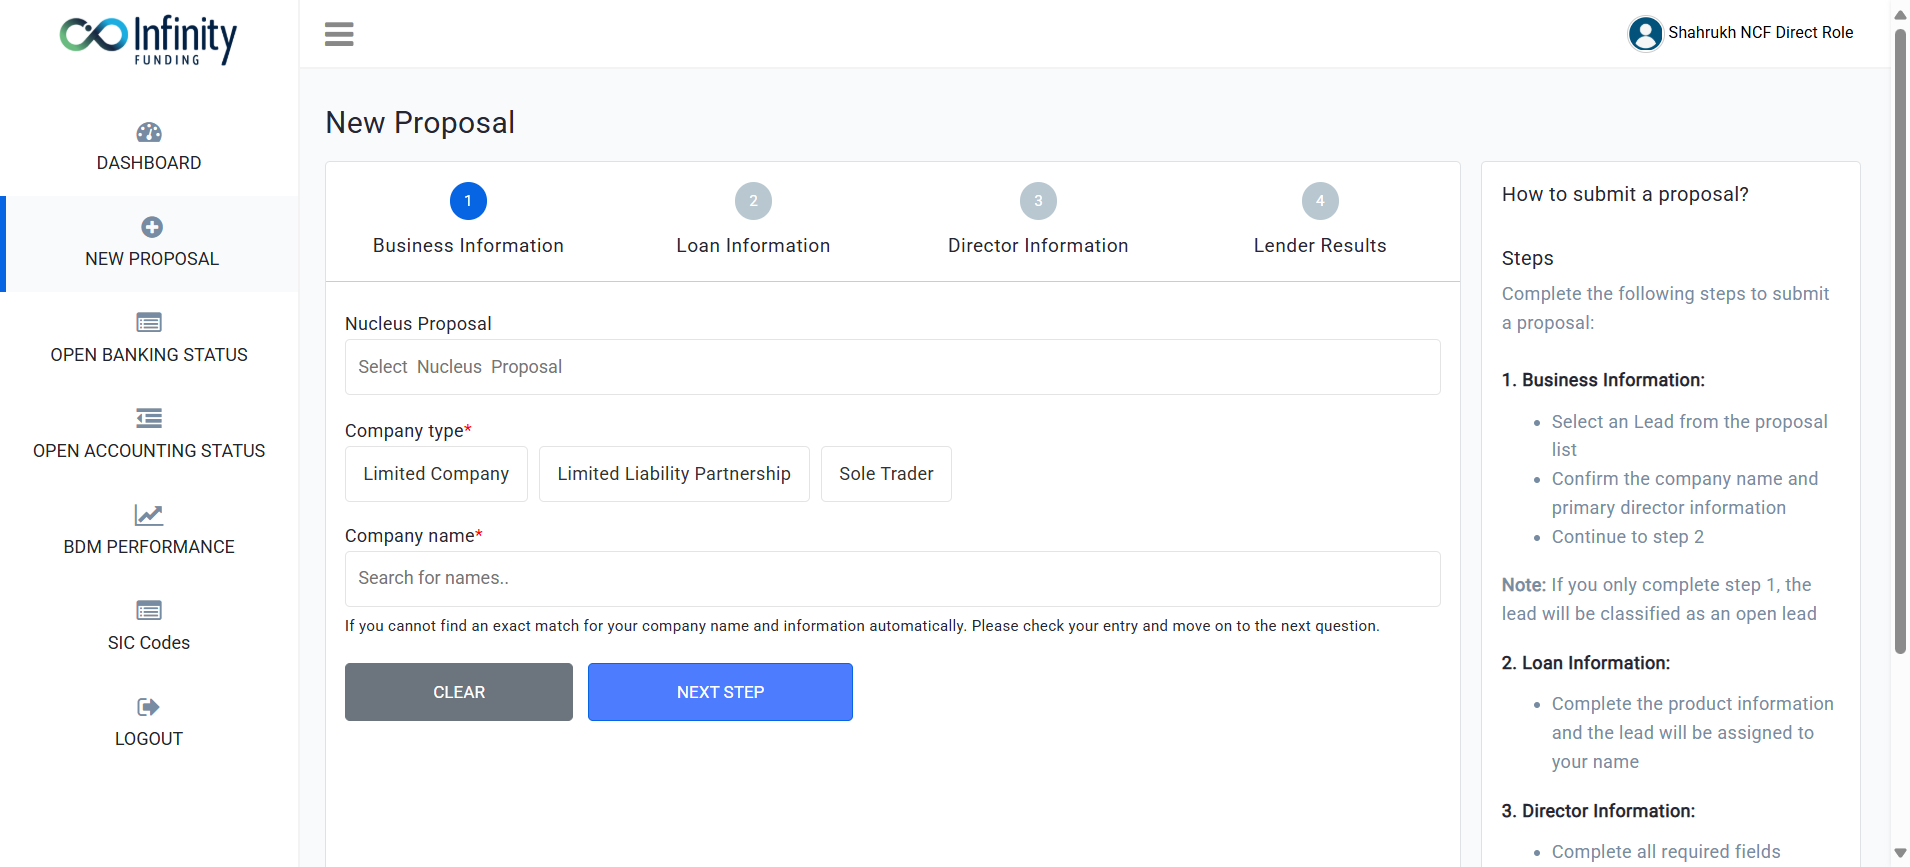 Infinity
FUNDING
Shahrukh NCF Direct Role
DASHBOARD
NEW PROPOSAL
OPEN BANKING STATUS
OPEN ACCOUNTING STATUS
BDM PERFORMANCE
SIC Codes
LOGOUT
New Proposal
1
2
3
4
Business Information
Loan Information
Director Information
Lender Results
Nucleus Proposal
Select Nucleus Proposal
Company type*
Limited Company
Limited Liability Partnership
Sole Trader
Company name*
Search for names..
If you cannot find an exact match for your company name and information automatically. Please check your entry and move on to the next question.
CLEAR
NEXT STEP
How to submit a proposal?
Steps
Complete the following steps to submit
a proposal:
1. Business Information:
• Select an Lead from the proposal
list
• Confirm the company name and
primary director information
• Continue to step 2
Note: If you only complete step 1, the
lead will be classified as an open lead
2. Loan Information:
• Complete the product information
and the lead will be assigned to
your name
3. Director Information:
• Complete all required fields